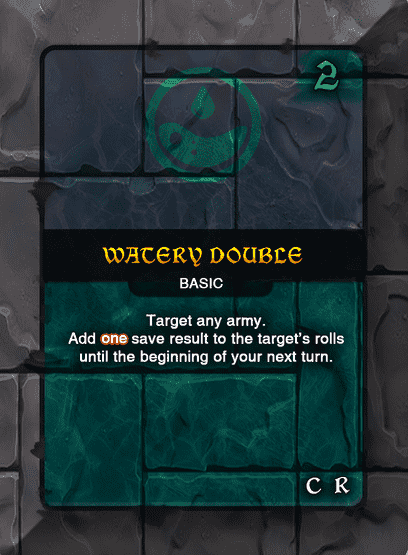 2
WATERY DOUBLE
BASIC
Target any army.
Add one save result to the target's rolls
until the beginning of your next turn.
C R